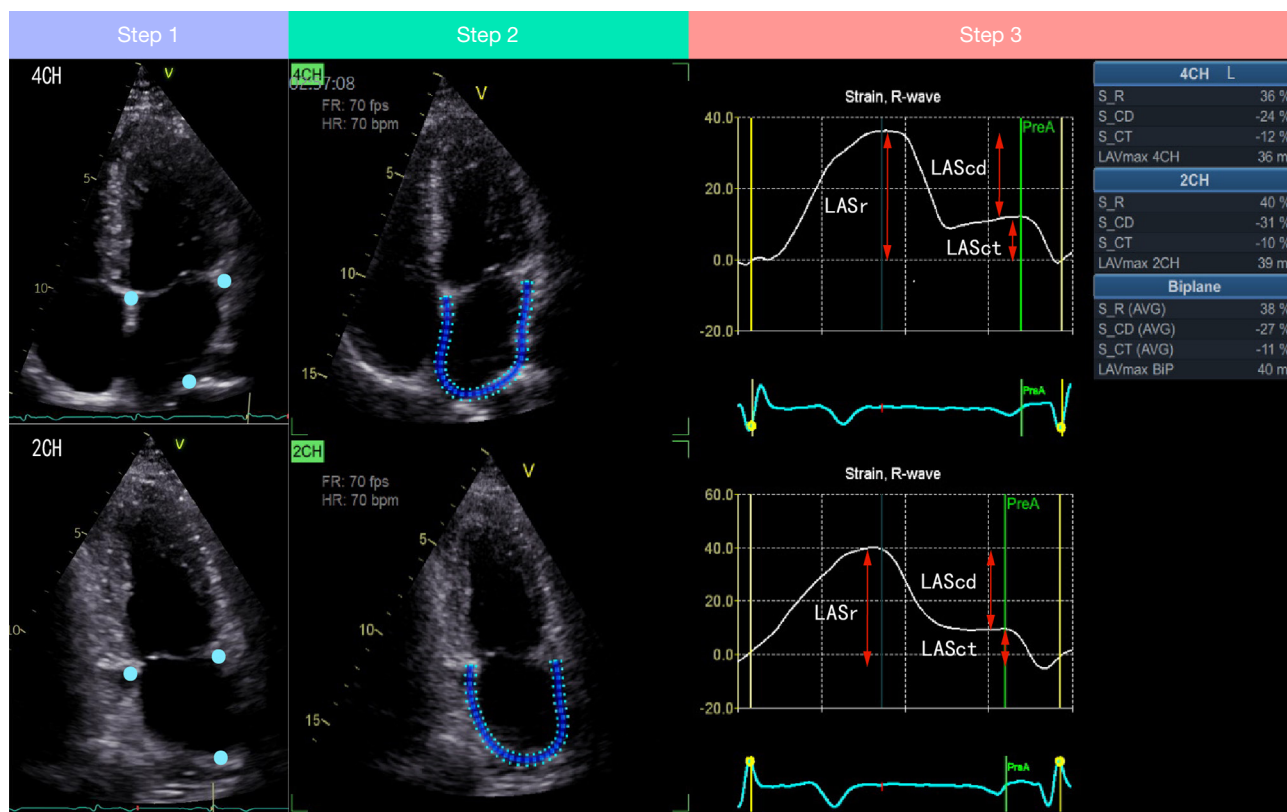 Step 1
Step 2
Step 3
4CH
V
5
10
4CH
:08
FR: 70 fps
HR: 70 bpm
V
5
10
15
Strain, R-wave
40.0
20.0
0.0
-20.0
PreA
LASr
LAScd
LASct
PreA
4CH L
S_R 36 %
S_CD -24 %
S_CT -12 %
LAVmax 4CH 36 m
2CH
S_R 40 %
S_CD -31 %
S_CT -10 %
LAVmax 2CH 39 m
Biplane
S_R (AVG) 38 %
S_CD (AVG) -27 %
S_CT (AVG) -11 %
LAVmax BiP 40 m
2CH
V
5
10
2CH
FR: 70 fps
HR: 70 bpm
V
5
10
15
Strain, R-wave
60.0
40.0
20.0
0.0
-20.0
PreA
LASr
LAScd
LASct
PreA